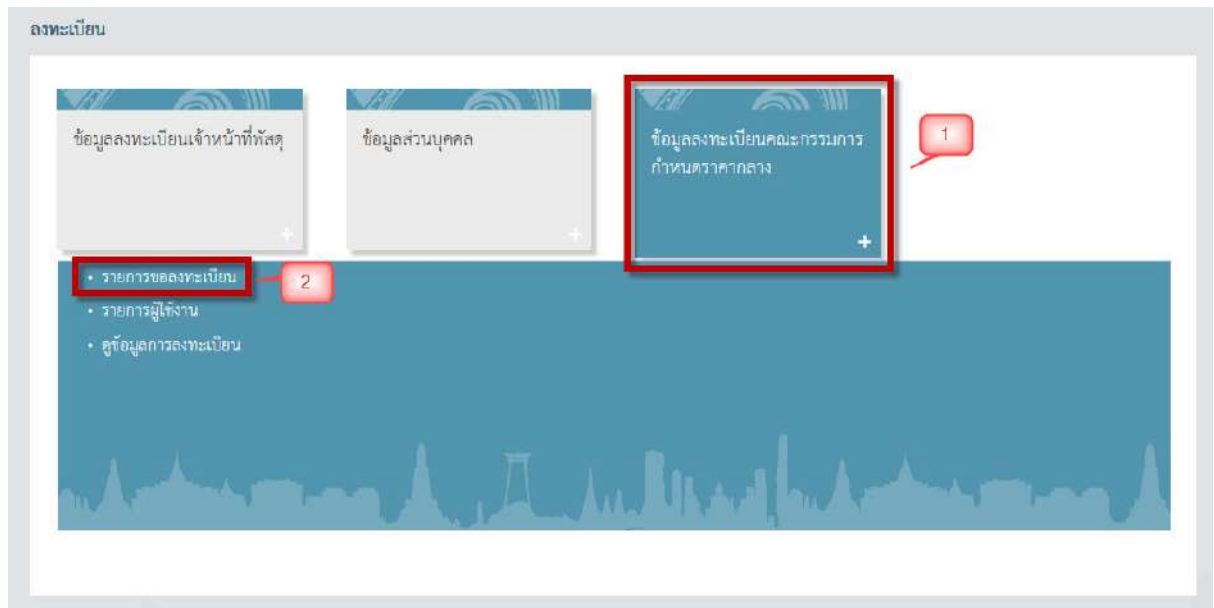 ลงทะเบียน
ข้อมูลลงทะเบียนเจ้าหน้าที่พัสดุ
ข้อมูลส่วนบุคคล
ข้อมูลลงทะเบียนคณะกรรมการ
กำหนดราคากลาง
1
• รายการขอลงทะเบียน
2
• รายการผู้ใช้งาน
• ดูข้อมูลการลงทะเบียน